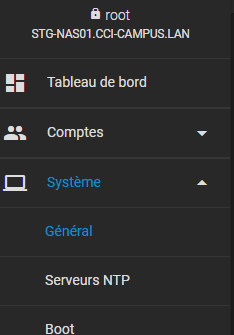 root
STG-NAS01.CCI-CAMPUS.LAN
Tableau de bord
Comptes
Système
Général
Serveurs NTP
Boot